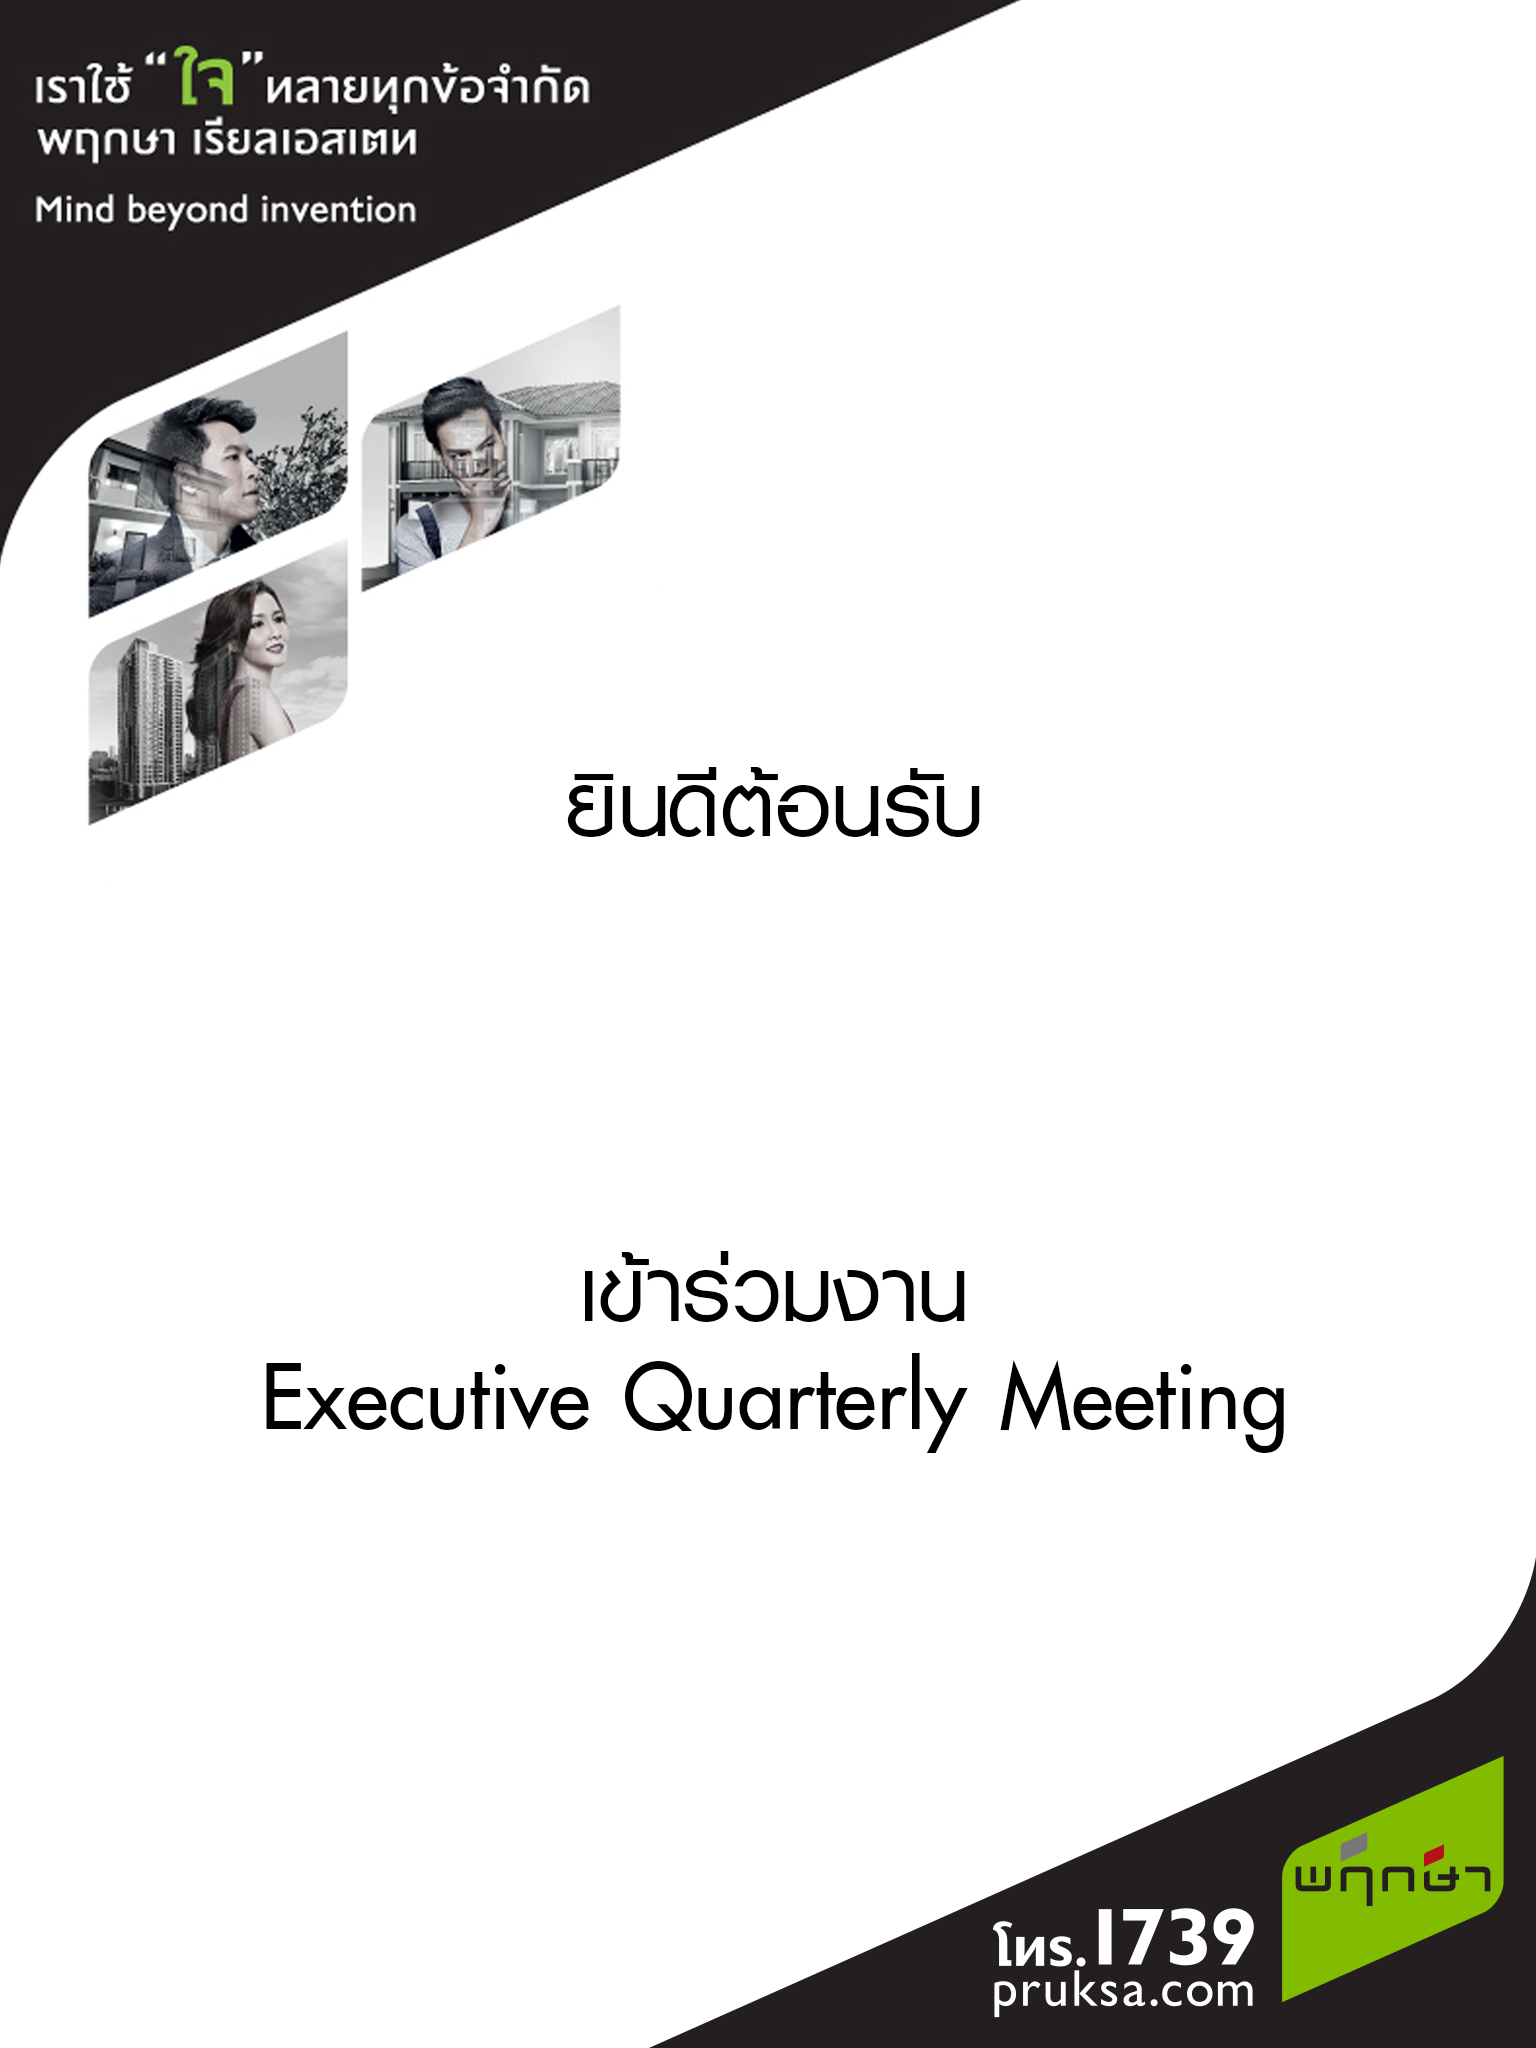 เราใช้ “ใจ” ทลายทุกข้อจำกัด
พฤกษา เรียลเอสเตท
Mind beyond invention
ยินดีต้อนรับ
เข้าร่วมงาน
Executive Quarterly Meeting
พฤกษา
โทร.1739
pruksa.com